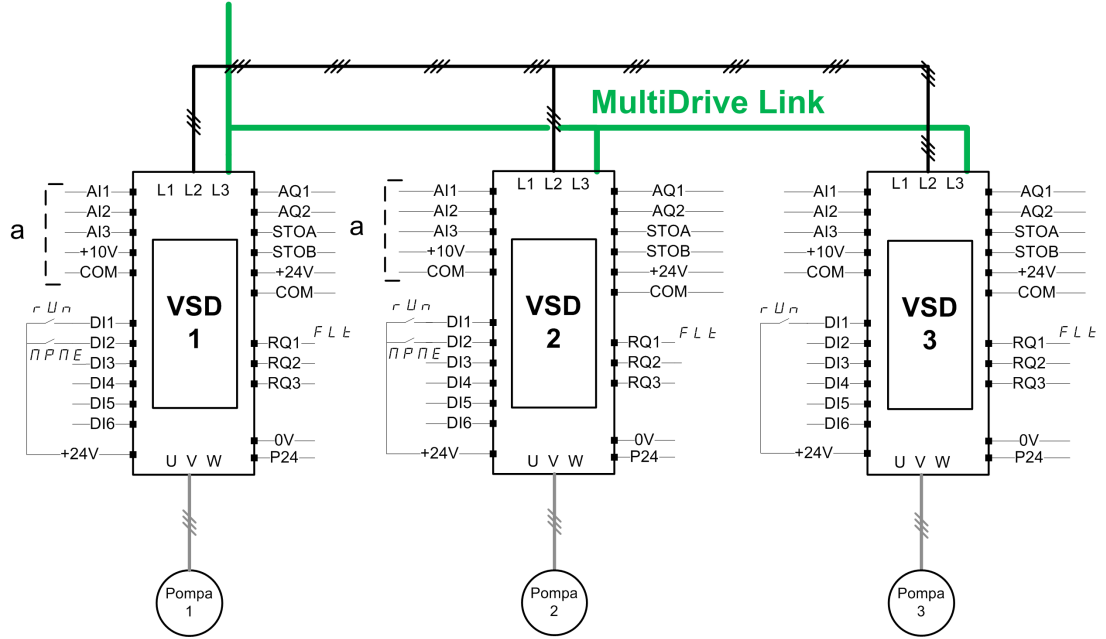 MultiDrive Link
L1 L2 L3
AI1
AI2
AI3
+10V
COM
a
AQ1
AQ2
STOA
STOB
+24V
COM
VSD
1
rUn
DI1
DI2
ПРПЕ
DI3
DI4
DI5
DI6
+24V
FLt
RQ1
RQ2
RQ3
0V
P24
U V W
Pompa
1
L1 L2 L3
AI1
AI2
AI3
+10V
COM
a
AQ1
AQ2
STOA
STOB
+24V
COM
VSD
2
rUn
DI1
DI2
ПРПЕ
DI3
DI4
DI5
DI6
+24V
FLt
RQ1
RQ2
RQ3
0V
P24
U V W
Pompa
2
L1 L2 L3
AI1
AI2
AI3
+10V
COM
AQ1
AQ2
STOA
STOB
+24V
COM
VSD
3
rUn
DI1
DI2
DI3
DI4
DI5
DI6
+24V
FLt
RQ1
RQ2
RQ3
0V
P24
U V W
Pompa
3